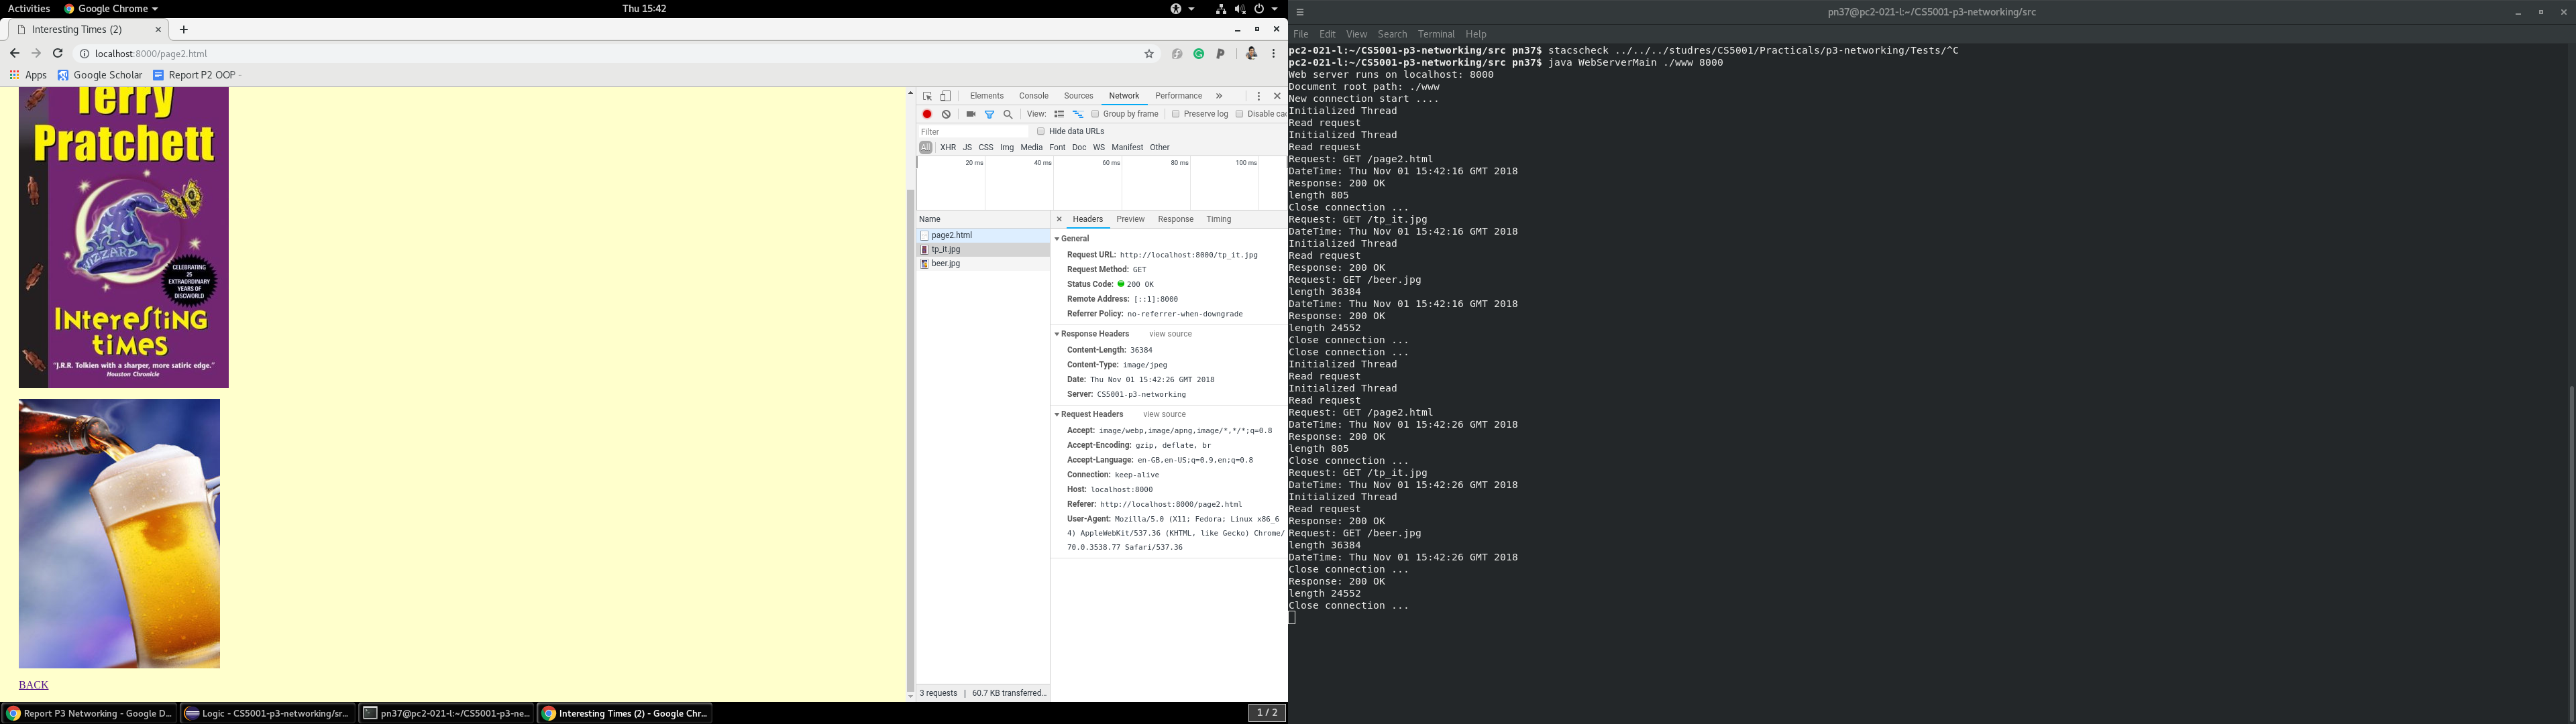 Activities
Google Chrome
Thu 15:42
Interesting Times (2)
localhost:8000/page2.html
Apps
Google Scholar
Report P2 OOP -
Terry
Pratchett
WIZZARD
CELEBRATING
25
EXTRAORDINARY
YEARS OF
DISCWORLD
INTERESTING
TIMES
"J.R.R. Tolkien with a sharper, more satiric edge."
Houston Chronicle
BACK
Elements Console Sources Network Performance »
View: Group by frame Preserve log Disable cac
Filter
Hide data URLs
All XHR JS CSS Img Media Font Doc WS Manifest Other
20 ms 40 ms 60 ms 80 ms 100 ms
Name
page2.html
tp_it.jpg
beer.jpg
3 requests | 60.7 KB transferred...
Headers Preview Response Timing
General
Request URL: http://localhost:8000/tp_it.jpg
Request Method: GET
Status Code: 200 OK
Remote Address: [::1]:8000
Referrer Policy: no-referrer-when-downgrade
Response Headers view source
Content-Length: 36384
Content-Type: image/jpeg
Date: Thu Nov 01 15:42:26 GMT 2018
Server: CS5001-p3-networking
Request Headers view source
Accept: image/webp,image/apng,image/*,*/*;q=0.8
Accept-Encoding: gzip, deflate, br
Accept-Language: en-GB,en-US;q=0.9,en;q=0.8
Connection: keep-alive
Host: localhost:8000
Referer: http://localhost:8000/page2.html
User-Agent: Mozilla/5.0 (X11; Fedora; Linux x86_6
4) AppleWebKit/537.36 (KHTML, like Gecko) Chrome/
70.0.3538.77 Safari/537.36
Report P3 Networking - Google D...
Logic - CS5001-p3-networking/sr...
pn37@pc2-021-l:~/CS5001-p3-ne...
Interesting Times (2) - Google Chr...
1 / 2
pn37@pc2-021-l:~/CS5001-p3-networking/src
File Edit View Search Terminal Help
pc2-021-l:~/CS5001-p3-networking/src pn37$ stacscheck ../../../studres/CS5001/Practicals/p3-networking/Tests/^C
pc2-021-l:~/CS5001-p3-networking/src pn37$ java WebServerMain ./www 8000
Web server runs on localhost: 8000
Document root path: ./www
New connection start ....
Initialized Thread
Read request
Initialized Thread
Read request
Request: GET /page2.html
DateTime: Thu Nov 01 15:42:16 GMT 2018
Response: 200 OK
length 805
Close connection ...
Request: GET /tp_it.jpg
DateTime: Thu Nov 01 15:42:16 GMT 2018
Initialized Thread
Read request
Response: 200 OK
Request: GET /beer.jpg
length 36384
DateTime: Thu Nov 01 15:42:16 GMT 2018
Response: 200 OK
length 24552
Close connection ...
Close connection ...
Initialized Thread
Read request
Initialized Thread
Read request
Request: GET /page2.html
DateTime: Thu Nov 01 15:42:26 GMT 2018
Response: 200 OK
length 805
Close connection ...
Request: GET /tp_it.jpg
DateTime: Thu Nov 01 15:42:26 GMT 2018
Initialized Thread
Read request
Response: 200 OK
Request: GET /beer.jpg
length 36384
DateTime: Thu Nov 01 15:42:26 GMT 2018
Close connection ...
Response: 200 OK
length 24552
Close connection ...